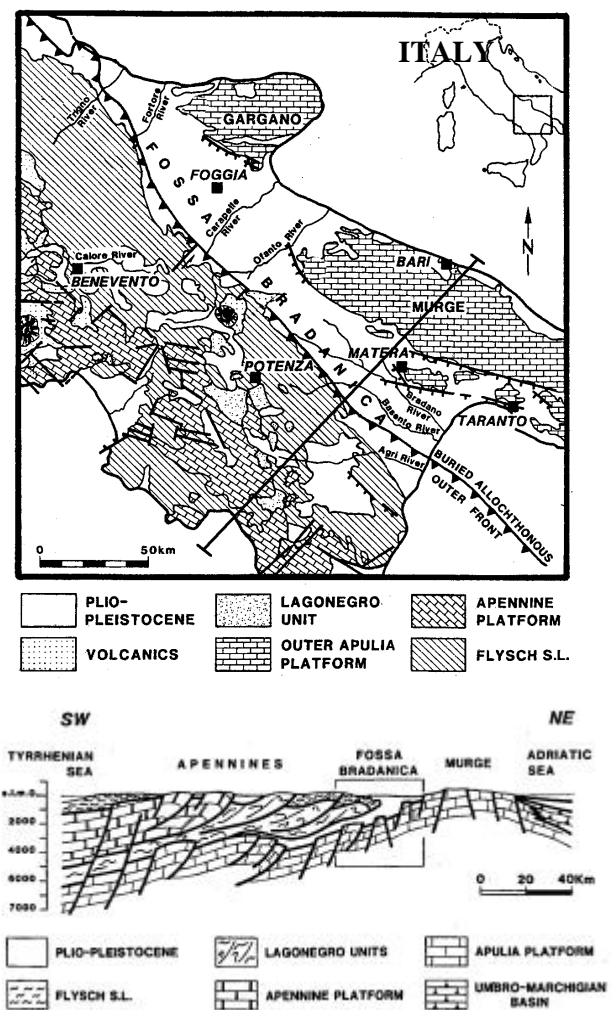 ITALY
Trigno
River
Fortore
River
GARGANO
FOSSA
FOGGIA
Carapelle
River
Ofanto River
N
Calore River
BENEVENTO
BARI
BRADANICA
MURGE
MATERA
POTENZA
Bradano
River
Basento River
TARANTO
Agri River
BURIED ALLOCHTHONOUS
OUTER FRONT
0 50km
PLIO-
PLEISTOCENE
LAGONEGRO
UNIT
APENNINE
PLATFORM
VOLCANICS
OUTER APULIA
PLATFORM
FLYSCH S.L.
SW NE
TYRRHENIAN
SEA
APENNINES
FOSSA
BRADANICA
MURGE
ADRIATIC
SEA
2000
4000
6000
7000
0 20 40Km
PLIO-PLEISTOCENE
LAGONEGRO UNITS
APULIA PLATFORM
FLYSCH S.L.
APENNINE PLATFORM
UMBRO-MARCHIGIAN
BASIN